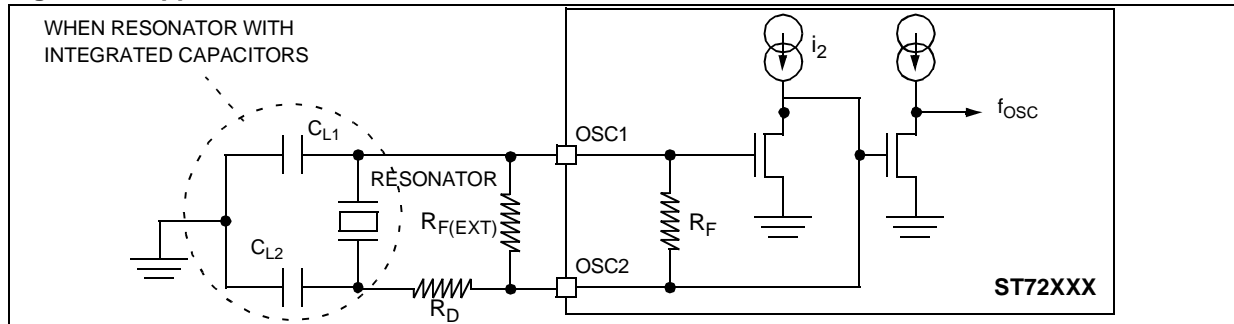 WHEN RESONATOR WITH
INTEGRATED CAPACITORS
i2
fOSC
CL1
OSC1
RESONATOR
RF(EXT)
RF
CL2
OSC2
RD
ST72XXX